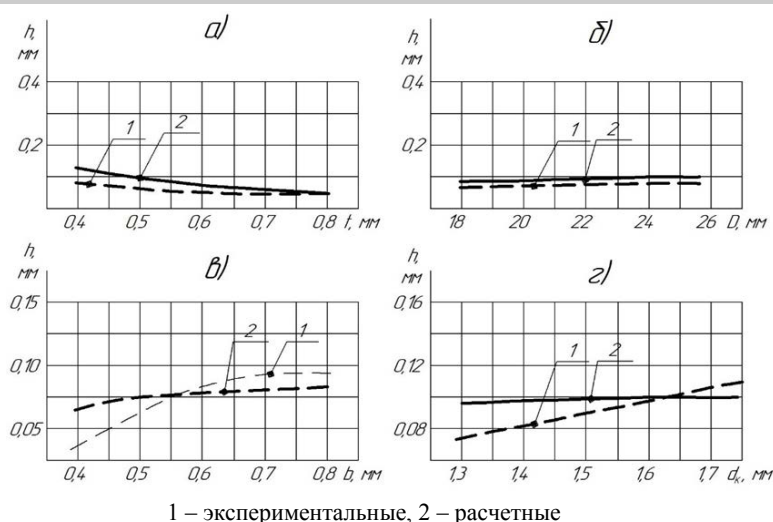 а)
h,
мм
0,4
0,2
1
2
0,4 0,5 0,6 0,7 0,8 t, мм
б)
h,
мм
0,4
0,2
1
2
18 20 22 24 26 D, мм
в)
h,
мм
0,15
0,10
0,05
2
1
0,4 0,5 0,6 0,7 0,8 b, мм
г)
h,
мм
0,16
0,12
0,08
1
2
1,3 1,4 1,5 1,6 1,7 dк, мм
1 – экспериментальные, 2 – расчетные